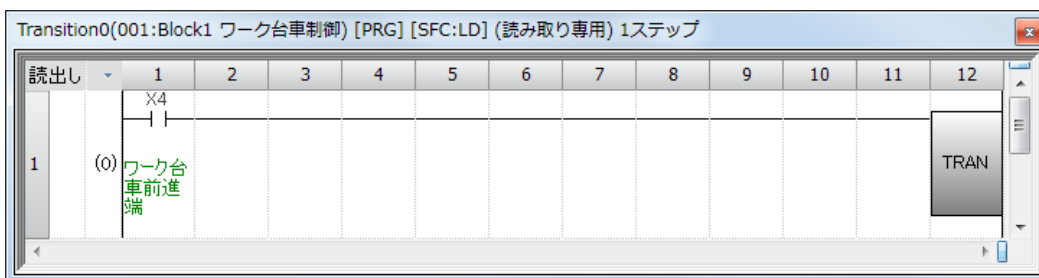 Transition0(001:Block1 ワーク台車制御) [PRG] [SFC:LD] (読み取り専用) 1ステップ
読出し 1 2 3 4 5 6 7 8 9 10 11 12
X4
1 (0) ワーク台
車前進
端
TRAN